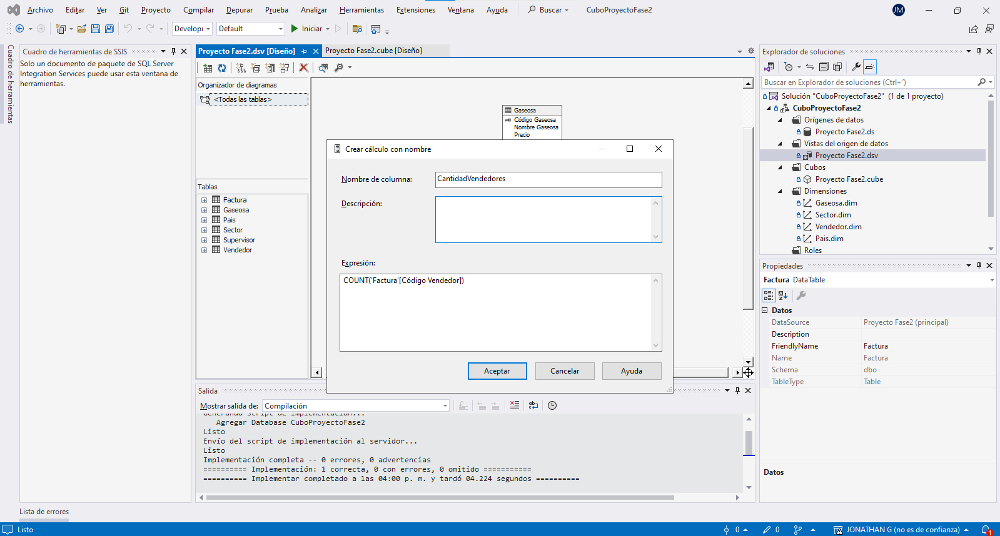 Archivo Editar Ver Git Proyecto Compilar Depurar Prueba Analizar Herramientas Extensiones Ventana Ayuda Buscar CuboProyectoFase2 JM
Develop Default Iniciar
Cuadro de herramientas
Cuadro de herramientas de SSIS
Solo un documento de paquete de SQL Server
Integration Services puede usar esta ventana de
herramientas.
Proyecto Fase2.dsv [Diseño] Proyecto Fase2.cube [Diseño]
Organizador de diagramas
<Todas las tablas>
Tablas
Factura
Gaseosa
Pais
Sector
Supervisor
Vendedor
Gaseosa
Código Gaseosa
Nombre Gaseosa
Precio
Crear cálculo con nombre
Nombre de columna: CantidadVendedores
Descripción:
Expresión:
COUNT('Factura'[Código Vendedor])
Aceptar Cancelar Ayuda
Salida
Mostrar salida de: Compilación
Generando script de implementación...
Agregar Database CuboProyectoFase2
Listo
Envío del script de implementación al servidor...
Listo
Implementación completa -- 0 errores, 0 advertencias
========== Implementación: 1 correcta, 0 con errores, 0 omitido ===========
========== Implementar completado a las 04:00 p. m. y tardó 04.224 segundos ==========
Explorador de soluciones
Buscar en Explorador de soluciones (Ctrl+´)
Solución "CuboProyectoFase2" (1 de 1 proyecto)
CuboProyectoFase2
Orígenes de datos
Proyecto Fase2.ds
Vistas del origen de datos
Proyecto Fase2.dsv
Cubos
Proyecto Fase2.cube
Dimensiones
Gaseosa.dim
Sector.dim
Vendedor.dim
Pais.dim
Roles
Propiedades
Factura DataTable
Datos
DataSource Proyecto Fase2 (principal)
Description
FriendlyName Factura
Name Factura
Schema dbo
TableType Table
Datos
Lista de errores
Listo 0 0 JONATHAN G (no es de confianza) 1